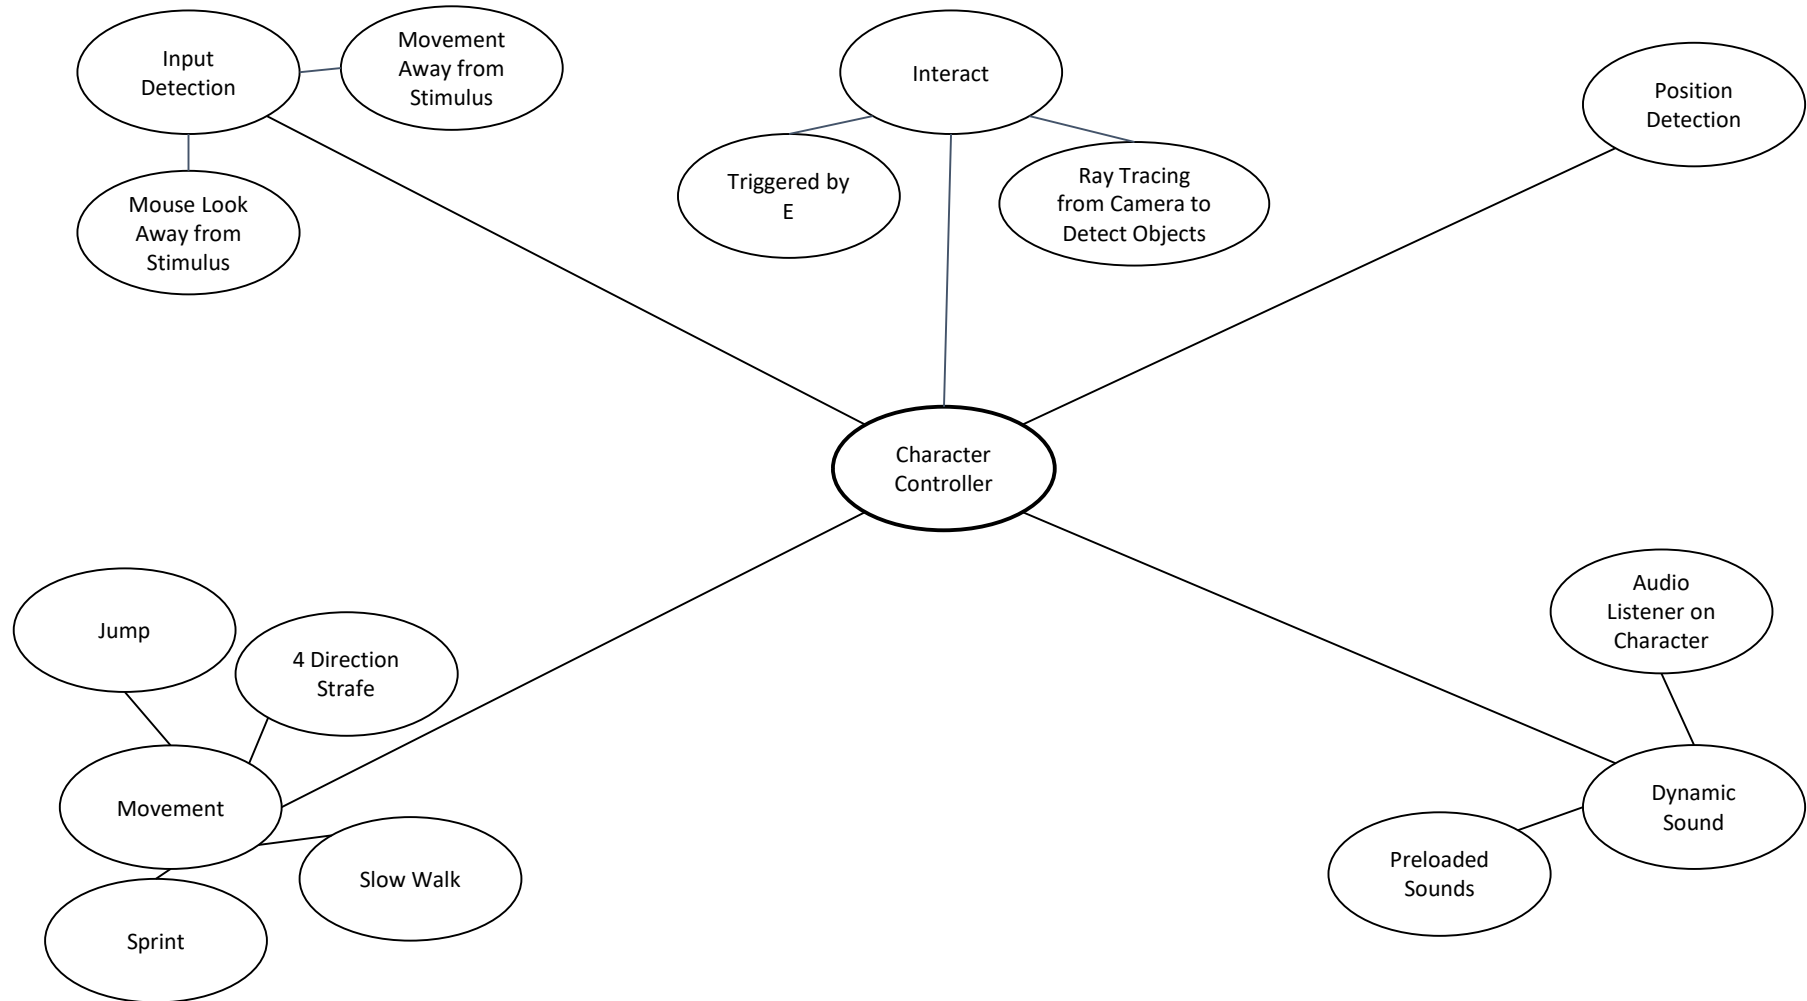 Input
Detection
Movement
Away from
Stimulus
Mouse Look
Away from
Stimulus
Interact
Triggered by
E
Ray Tracing
from Camera to
Detect Objects
Position
Detection
Character
Controller
Jump
4 Direction
Strafe
Movement
Slow Walk
Sprint
Audio
Listener on
Character
Dynamic
Sound
Preloaded
Sounds